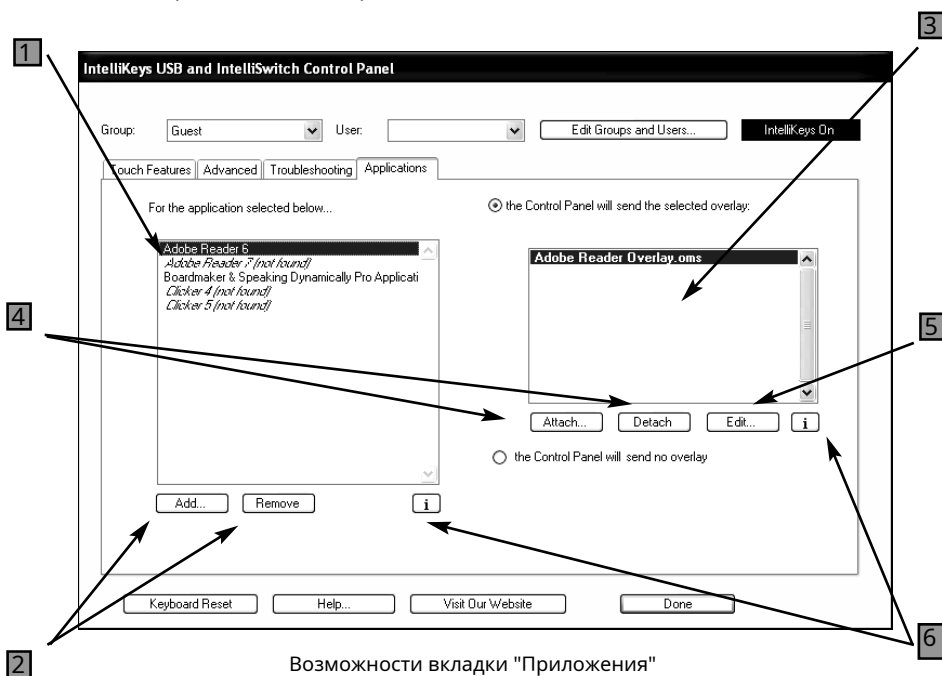 3
1
IntelliKeys USB and IntelliSwitch Control Panel
Group: Guest User: Edit Groups and Users... IntelliKeys On
Touch Features Advanced Troubleshooting Applications
For the application selected below... the Control Panel will send the selected overlay:
Adobe Reader 6 Adobe Reader Overlay.oms
Adobe Reader 7 (not found)
Boardmaker & Speaking Dynamically Pro Applicati
Clicker 4 (not found)
Clicker 5 (not found)
4
5
Attach... Detach Edit... i
the Control Panel will send no overlay
Add... Remove i
Keyboard Reset Help... Visit Our Website Done
2
6
Возможности вкладки "Приложения"